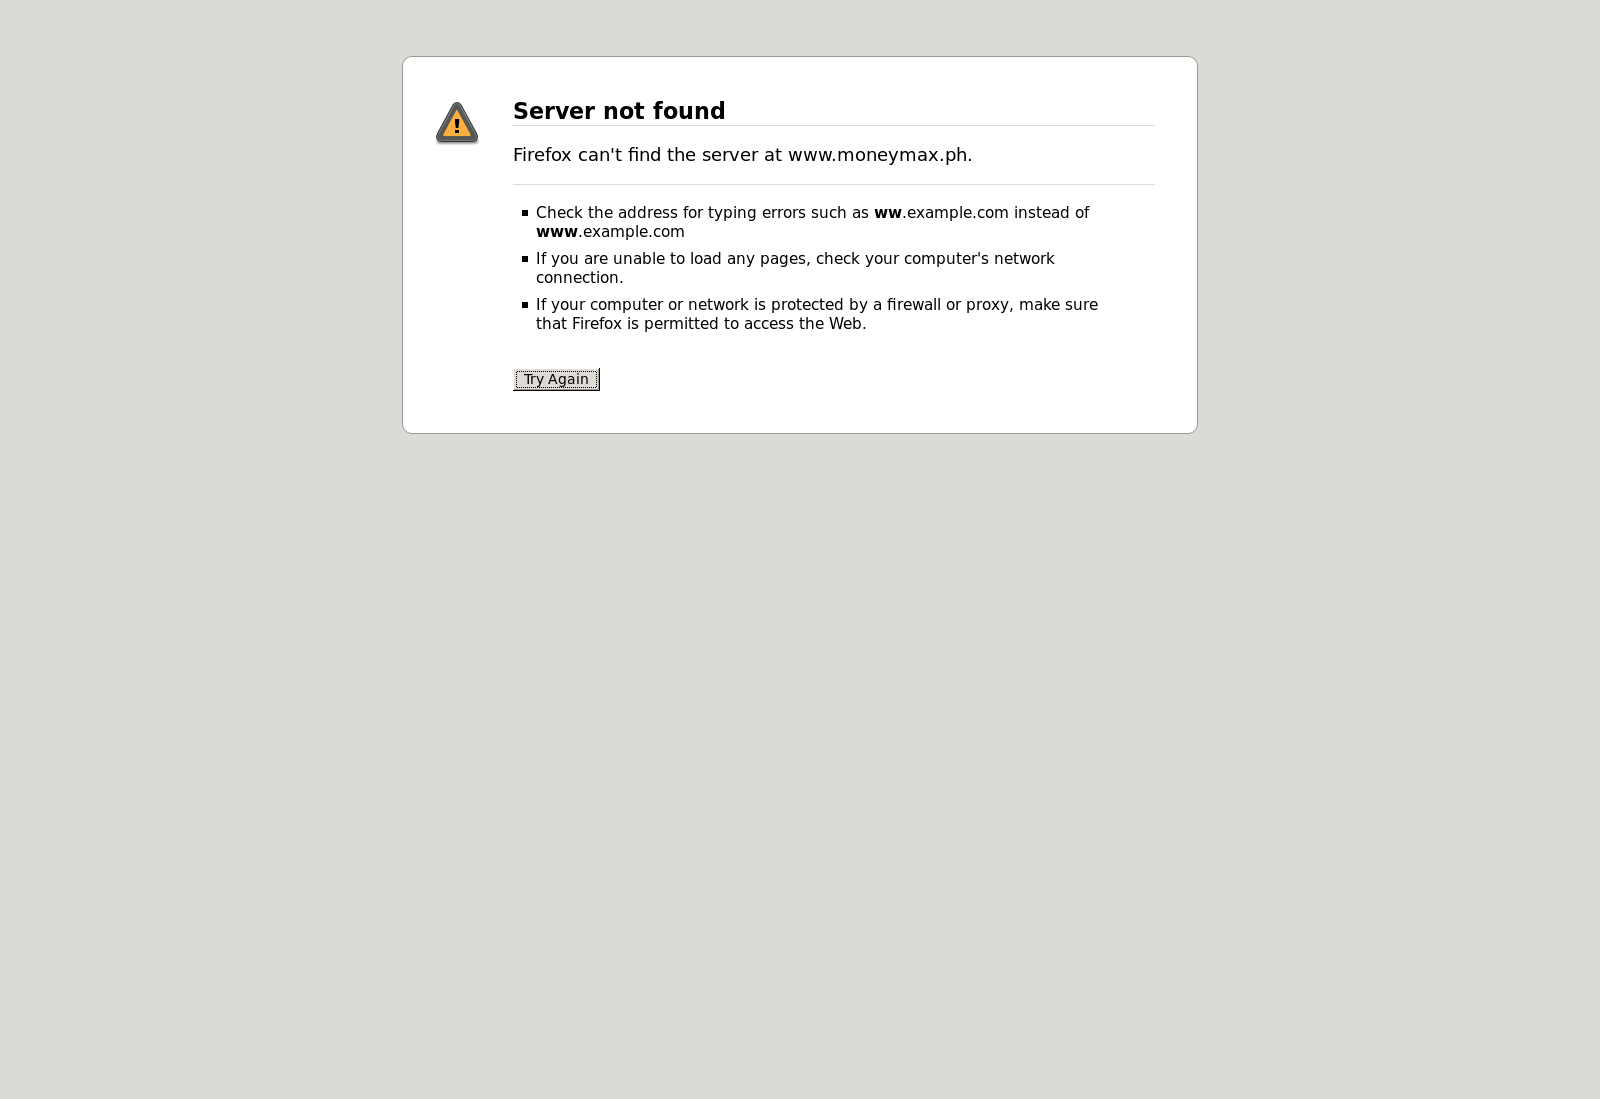 Server not found
Firefox can't find the server at www.moneymax.ph.
Check the address for typing errors such as ww.example.com instead of
www.example.com
If you are unable to load any pages, check your computer's network
connection.
If your computer or network is protected by a firewall or proxy, make sure
that Firefox is permitted to access the Web.
Try Again